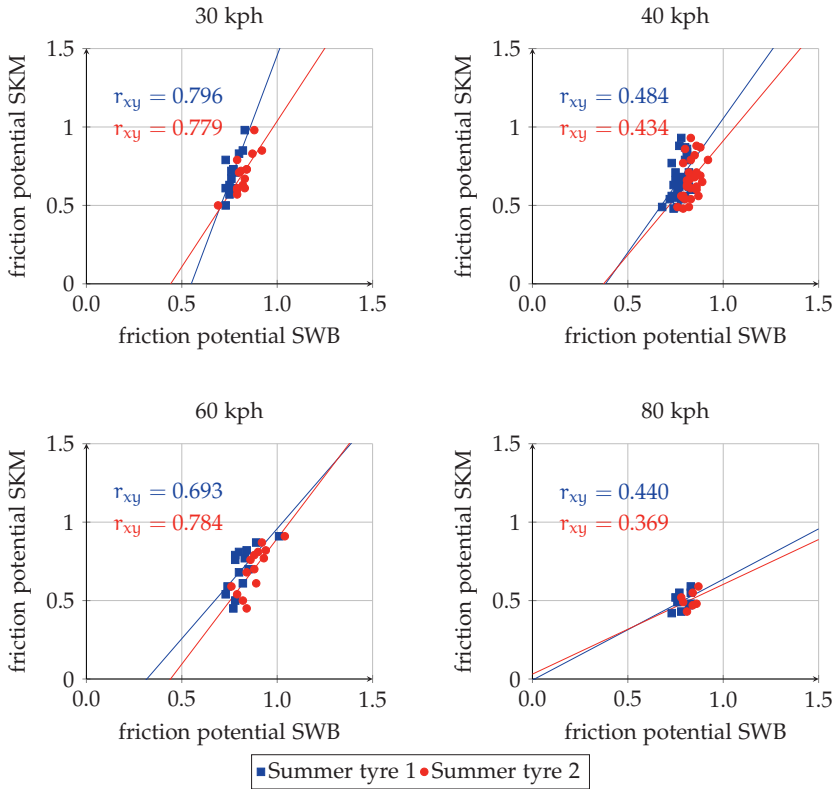 30 kph
friction potential SKM
1.5
1
0.5
0
r_xy = 0.796
r_xy = 0.779
0.0 0.5 1.0 1.5
friction potential SWB
40 kph
friction potential SKM
1.5
1
0.5
0
r_xy = 0.484
r_xy = 0.434
0.0 0.5 1.0 1.5
friction potential SWB
60 kph
friction potential SKM
1.5
1
0.5
0
r_xy = 0.693
r_xy = 0.784
0.0 0.5 1.0 1.5
friction potential SWB
80 kph
friction potential SKM
1.5
1
0.5
0
r_xy = 0.440
r_xy = 0.369
0.0 0.5 1.0 1.5
friction potential SWB
Summer tyre 1 Summer tyre 2